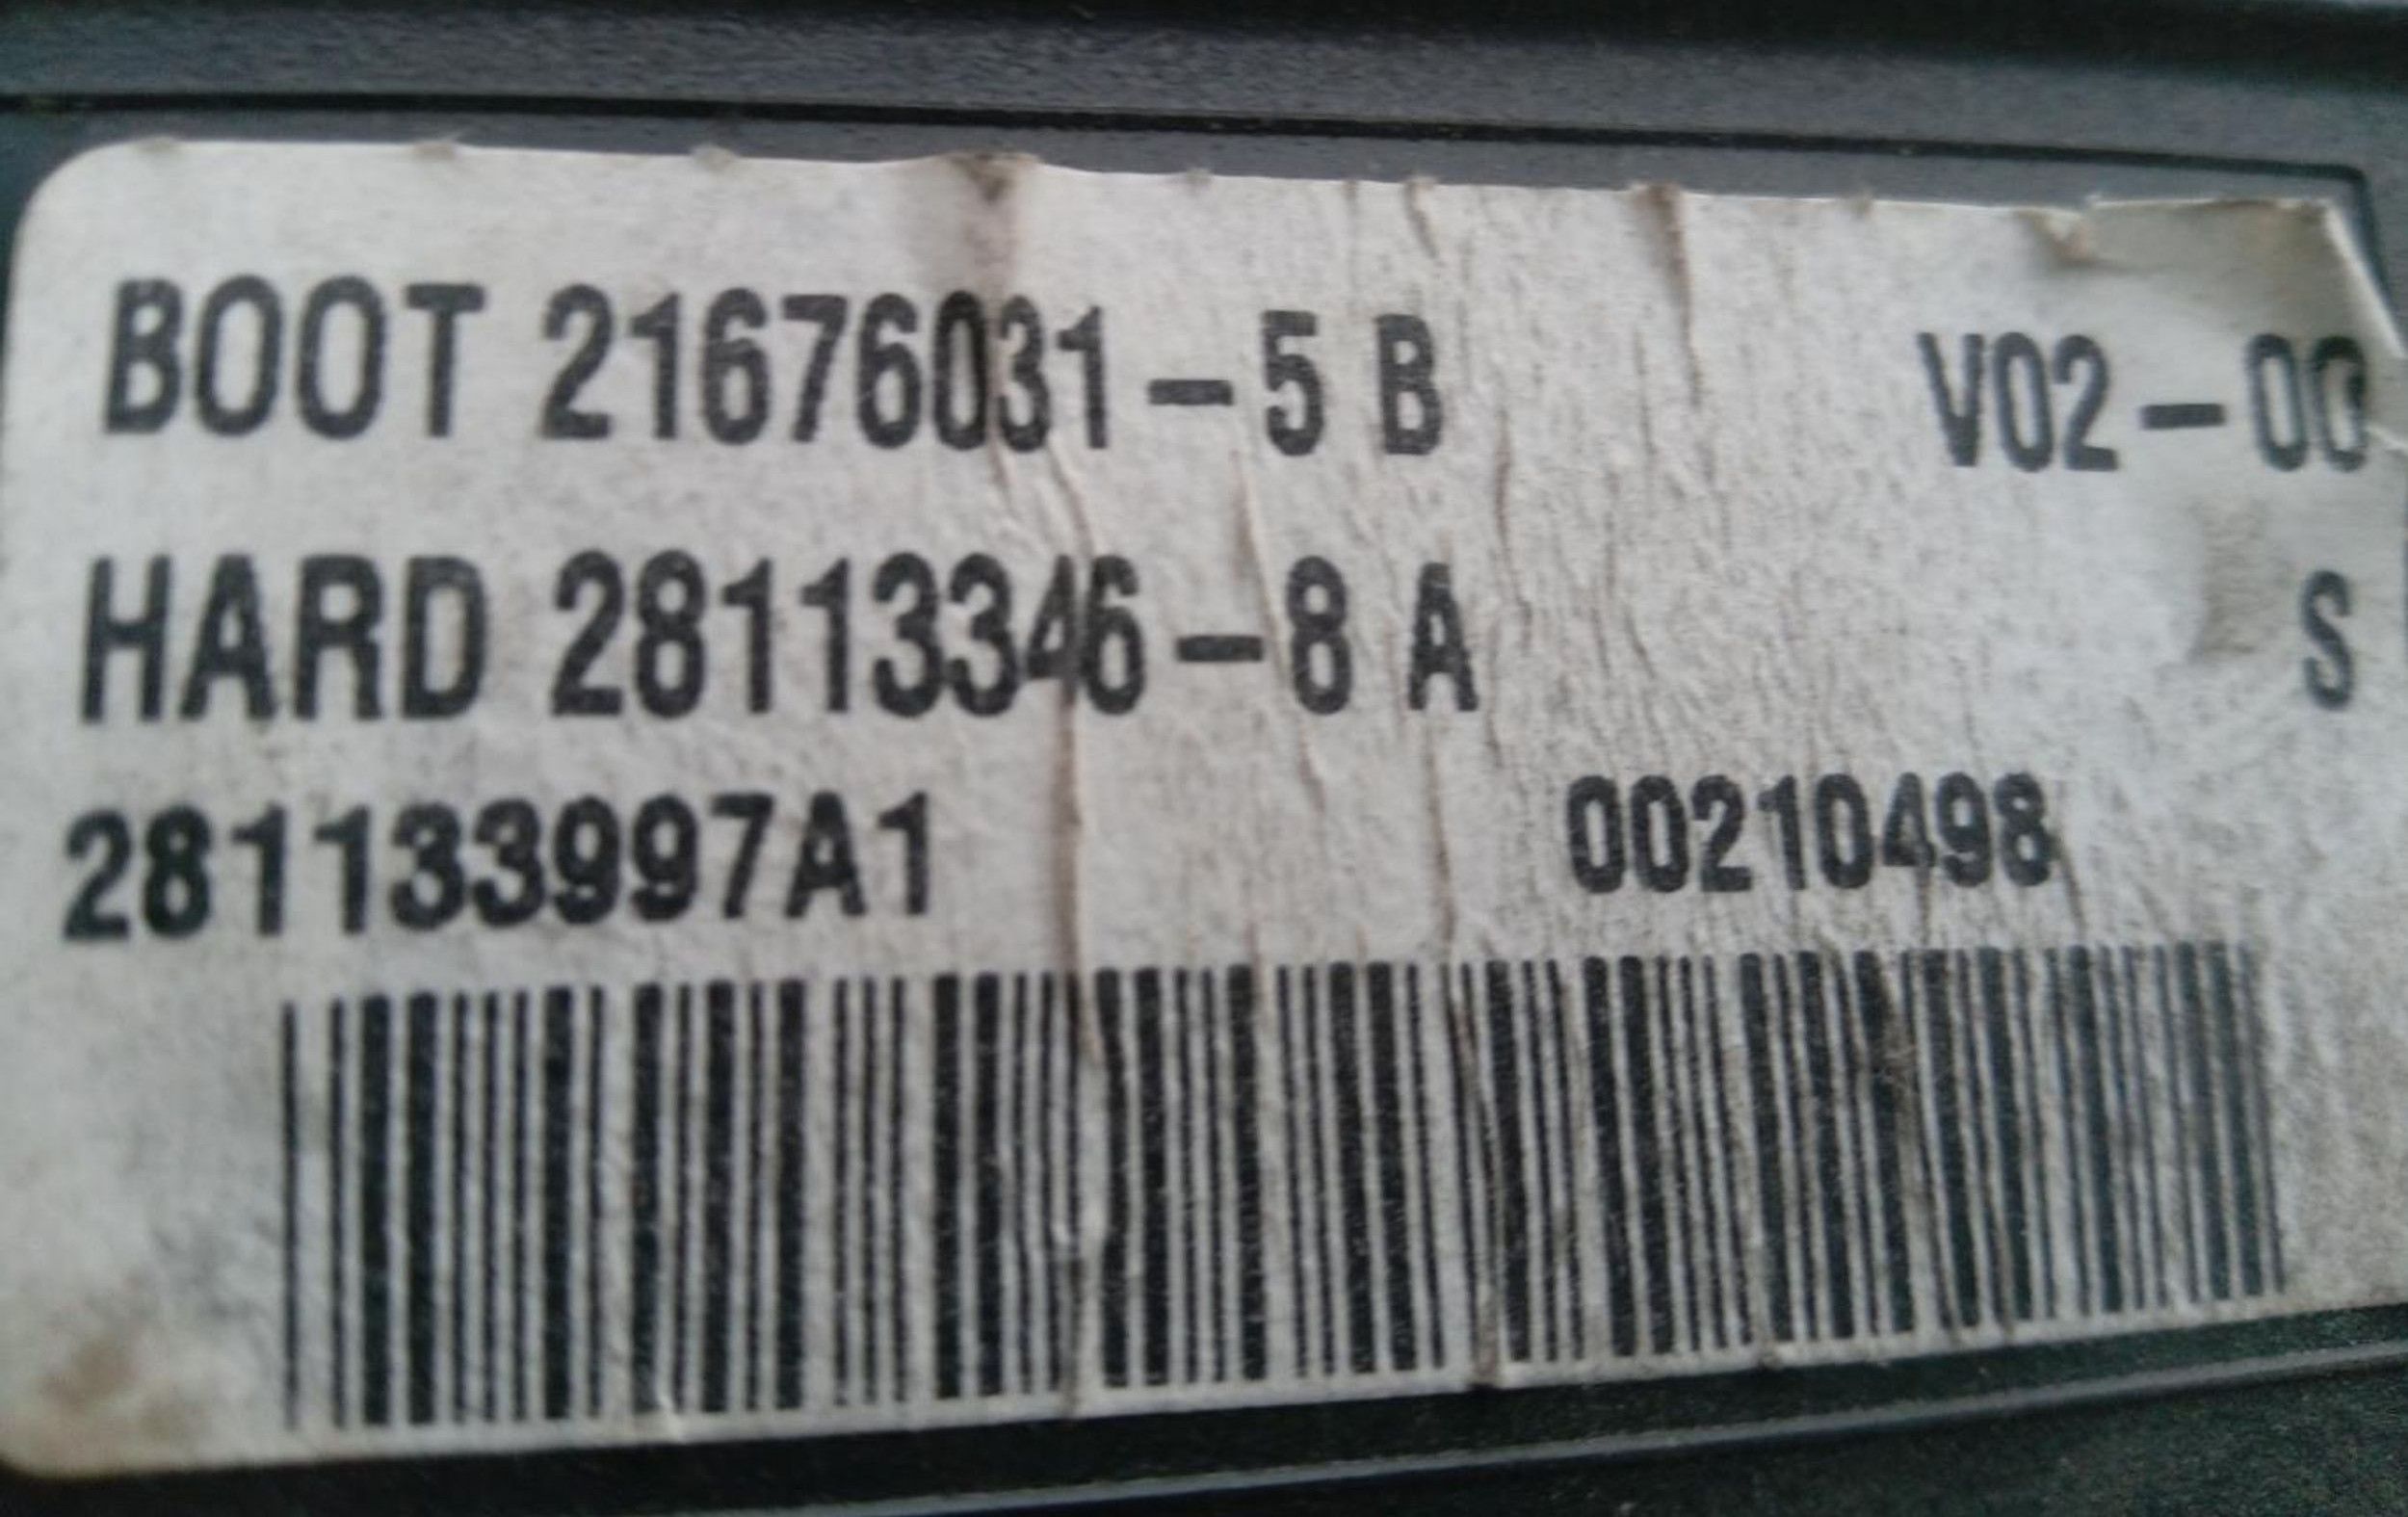 BOOT 21676031-5 B V02-00
HARD 28113346-8 A S
281133997A1 00210498